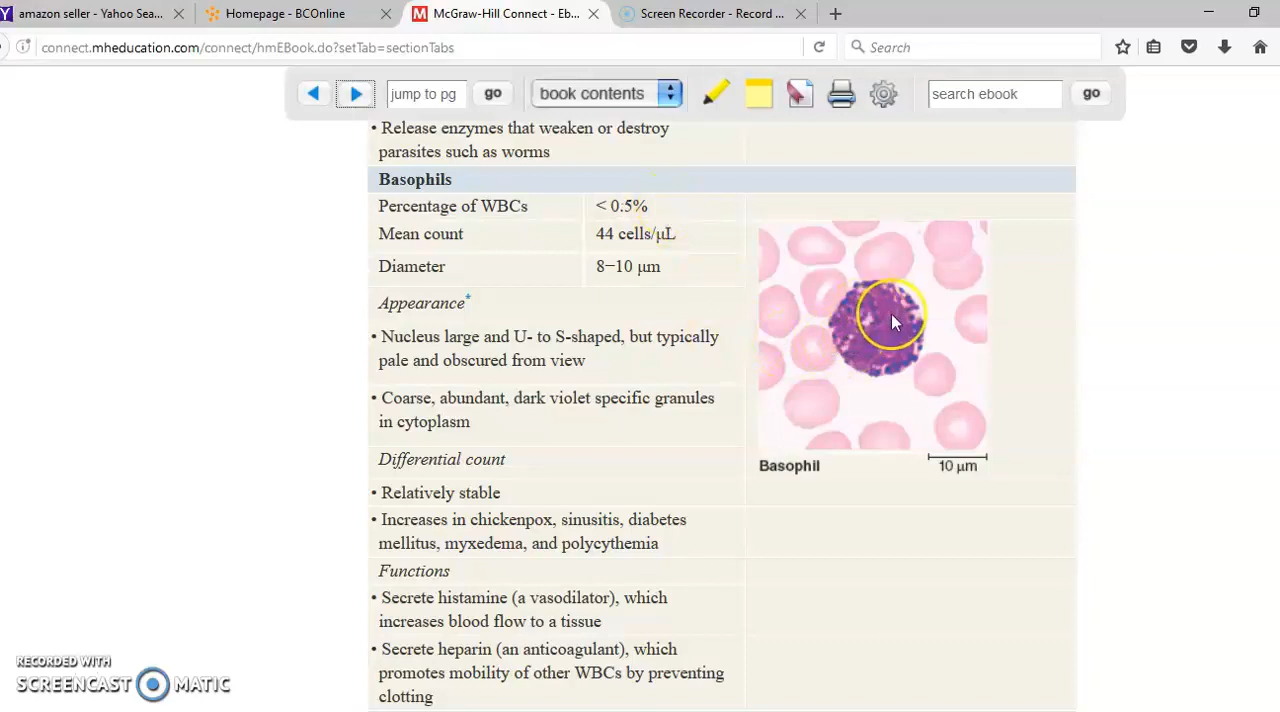 amazon seller - Yahoo Sea...
Homepage - BCOnline
McGraw-Hill Connect - Eb...
Screen Recorder - Record ...
connect.mheducation.com/connect/hmEBook.do?setTab=sectionTabs
Search
jump to pg
go
book contents
search ebook
go
• Release enzymes that weaken or destroy
parasites such as worms
Basophils
Percentage of WBCs
< 0.5%
Mean count
44 cells/μL
Diameter
8−10 μm
Appearance*
• Nucleus large and U- to S-shaped, but typically
pale and obscured from view
• Coarse, abundant, dark violet specific granules
in cytoplasm
Differential count
• Relatively stable
• Increases in chickenpox, sinusitis, diabetes
mellitus, myxedema, and polycythemia
Functions
• Secrete histamine (a vasodilator), which
increases blood flow to a tissue
• Secrete heparin (an anticoagulant), which
promotes mobility of other WBCs by preventing
clotting
Basophil
10 μm
RECORDED WITH
SCREENCAST MATIC